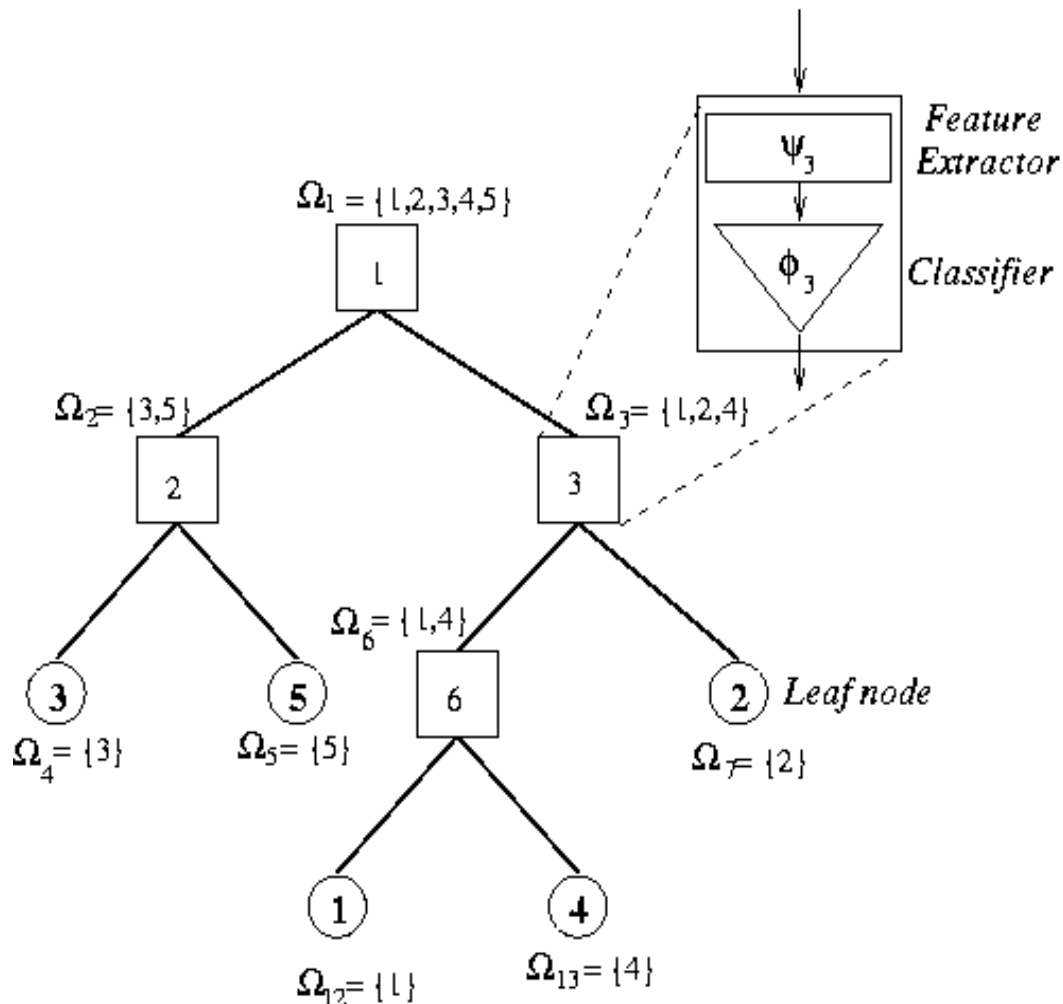 Feature
Extractor
ψ₃
Ω₁ = {1,2,3,4,5}
ϕ₃
Classifier
1
Ω₂= {3,5}
Ω₃= {1,2,4}
2
3
Ω₆= {1,4}
3
5
6
2
Leaf node
Ω₄= {3}
Ω₅= {5}
Ω₇= {2}
1
4
Ω₁₂= {1}
Ω₁₃= {4}